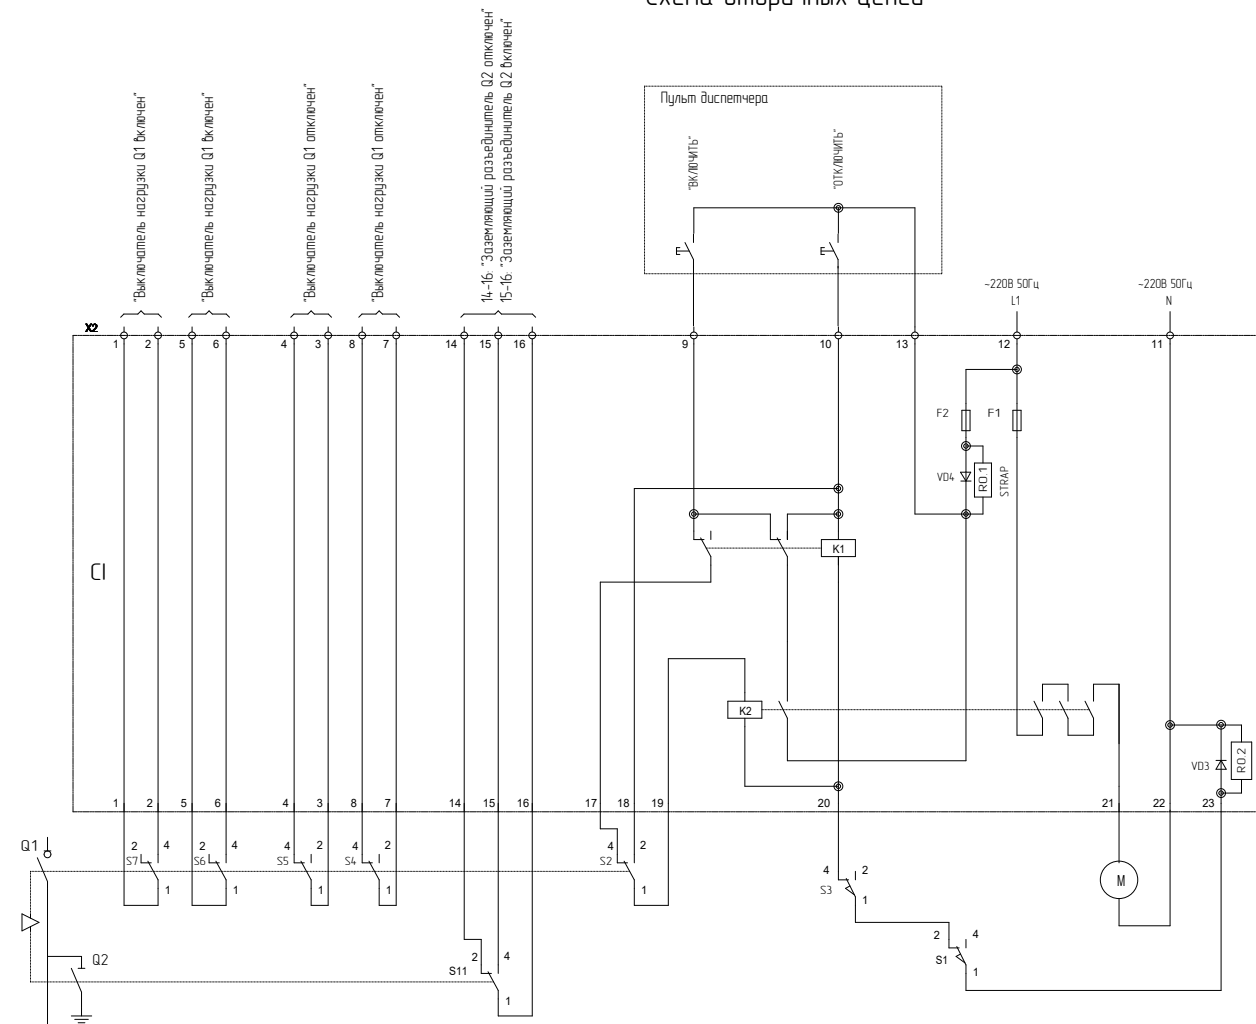 Схема вторичных цепей
"Выключатель нагрузки Q1 включен"
"Выключатель нагрузки Q1 включен"
"Выключатель нагрузки Q1 отключен"
"Выключатель нагрузки Q1 отключен"
14-16: "Заземляющий разъединитель Q2 отключен"
15-16: "Заземляющий разъединитель Q2 включен"
Пульт диспетчера
"ВКЛЮЧИТЬ"
"ОТКЛЮЧИТЬ"
~220В 50Гц
L1
~220В 50Гц
N
X2
1 2 5 6 4 3 8 7 14 15 16 9 10 13 12 11
F2 F1
VD4 R0.1 STRAP
K1
CI
K2
VD3 R0.2
1 2 5 6 4 3 8 7 14 15 16 17 18 19 20 21 22 23
Q1
2 4 2 4 4 2 4 2 4 2
S7 S6 S5 S4 S2
1 1 1 1 1
4 2
S3
1
M
2 4
S1
1
Q2
2 4
S11
1